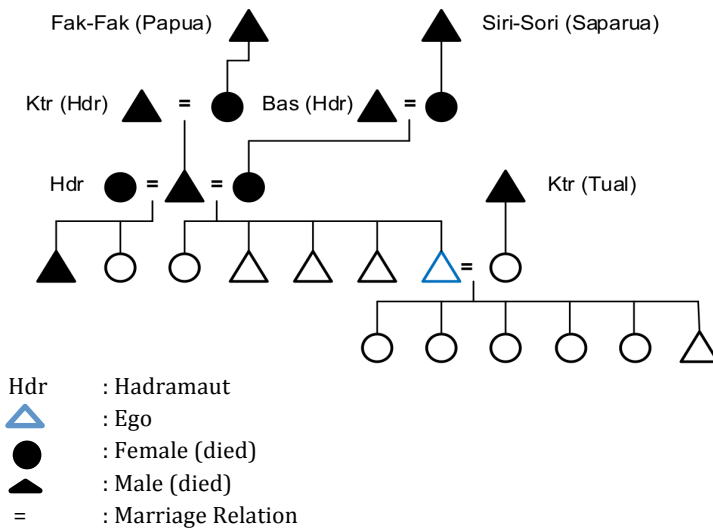 Fak-Fak (Papua)
Siri-Sori (Saparua)
Ktr (Hdr)
=
Bas (Hdr)
=
Hdr
=
=
Ktr (Tual)
=
Hdr : Hadramaut
: Ego
: Female (died)
: Male (died)
= : Marriage Relation